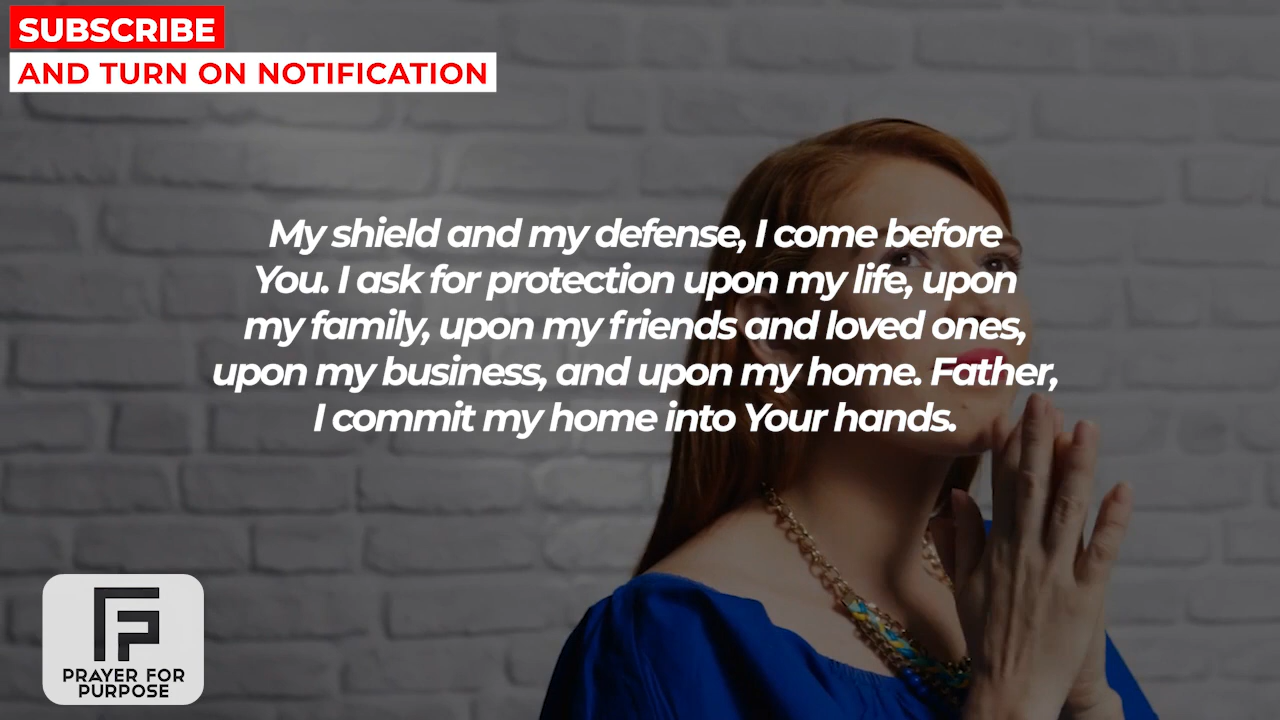 SUBSCRIBE
AND TURN ON NOTIFICATION
My shield and my defense, I come before
You. I ask for protection upon my life, upon
my family, upon my friends and loved ones,
upon my business, and upon my home. Father,
I commit my home into Your hands.
PRAYER FOR
PURPOSE